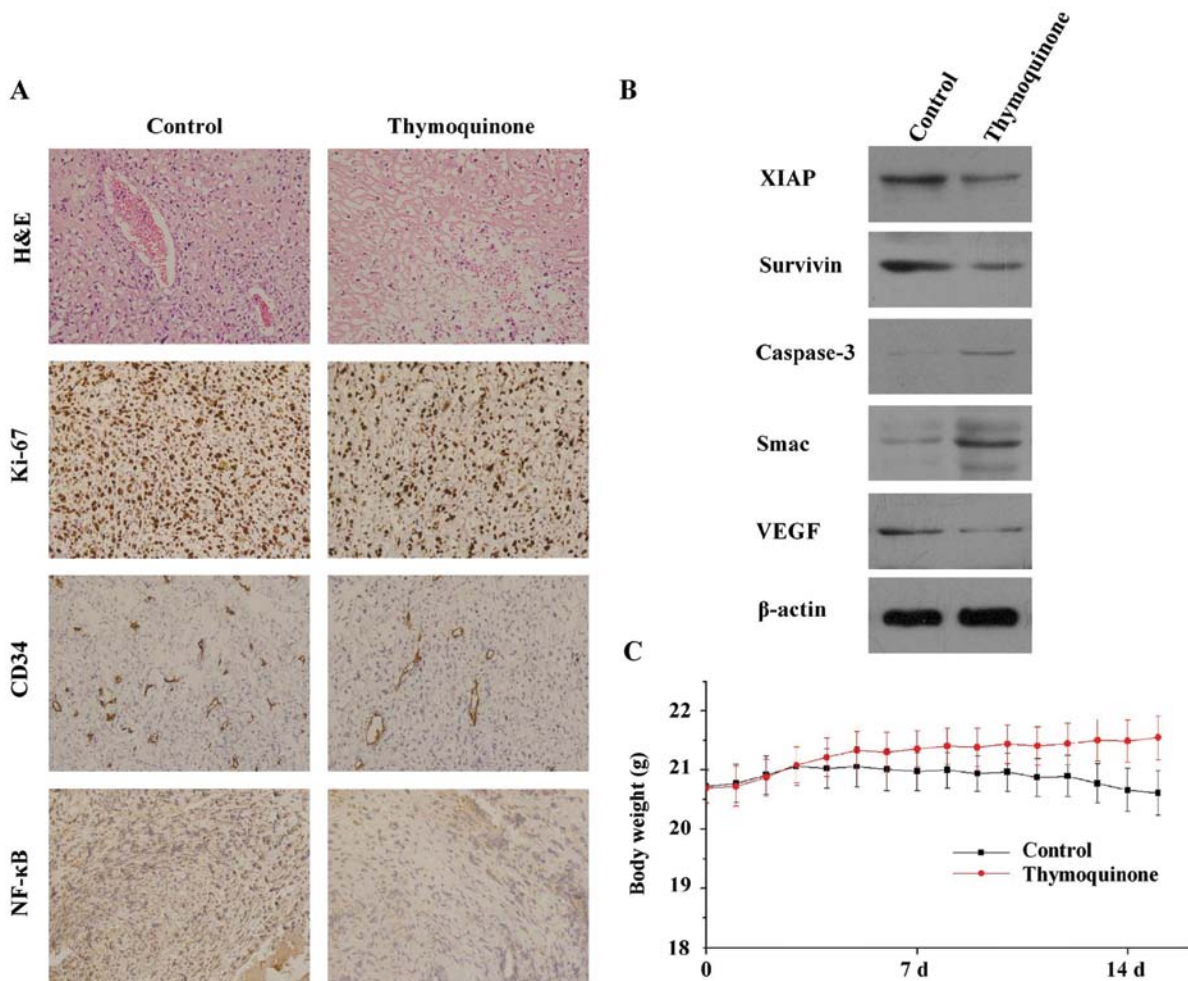 A
Control Thymoquinone
H&E
Ki-67
CD34
NF-κB
B
Control Thymoquinone
XIAP
Survivin
Caspase-3
Smac
VEGF
β-actin
C
Body weight (g)
22
21
20
19
18
0 7 d 14 d
Control
Thymoquinone